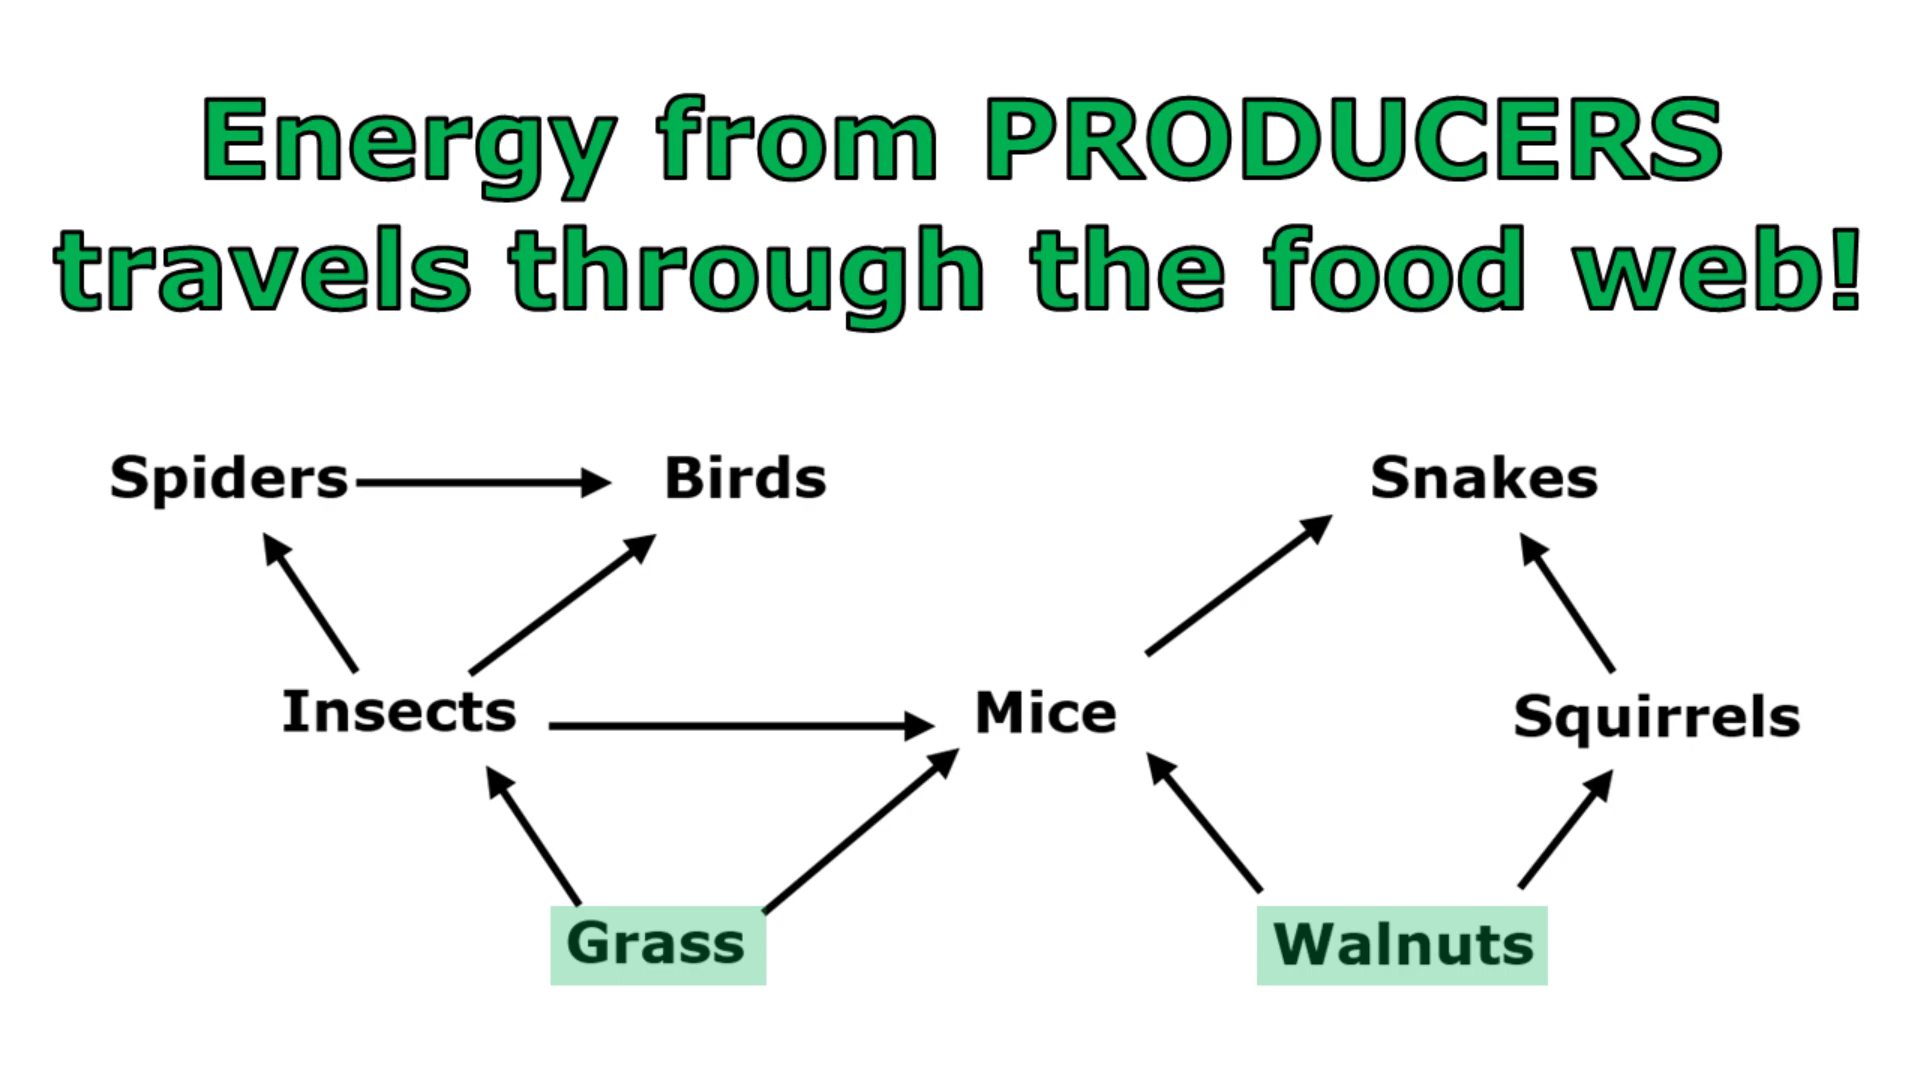 Energy from PRODUCERS
travels through the food web!
Spiders Birds Snakes
Insects Mice Squirrels
Grass Walnuts